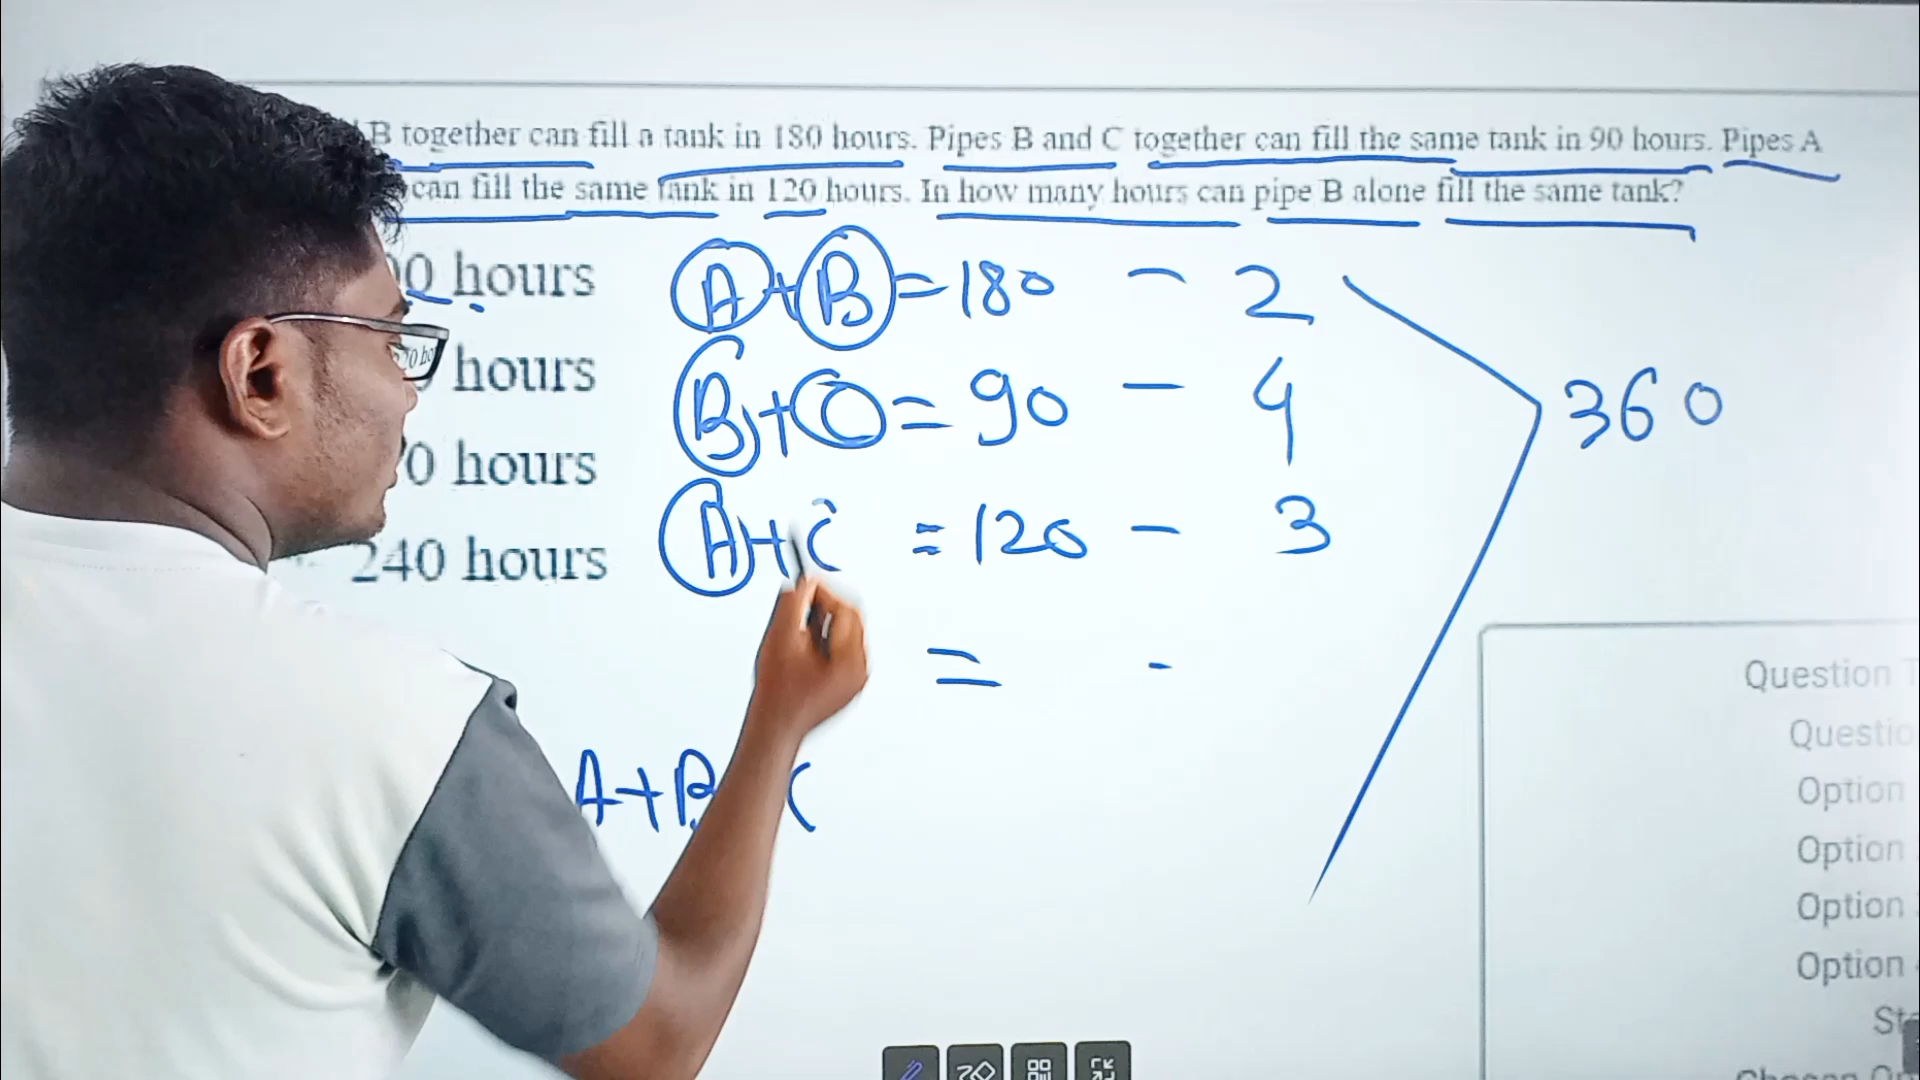 B together can fill a tank in 180 hours. Pipes B and C together can fill the same tank in 90 hours. Pipes A
can fill the same tank in 120 hours. In how many hours can pipe B alone fill the same tank?
hours
A+B=180 - 2
hours
B+C=90 - 4
360
0 hours
A+C = 120 - 3
240 hours
= -
A+B C
Question
Option
Option
Option
Option